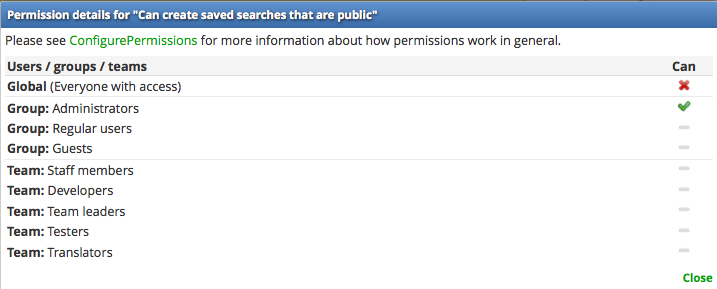 Permission details for "Can create saved searches that are public"
Please see ConfigurePermissions for more information about how permissions work in general.
Users / groups / teams Can
Global (Everyone with access)
Group: Administrators
Group: Regular users
Group: Guests
Team: Staff members
Team: Developers
Team: Team leaders
Team: Testers
Team: Translators
Close